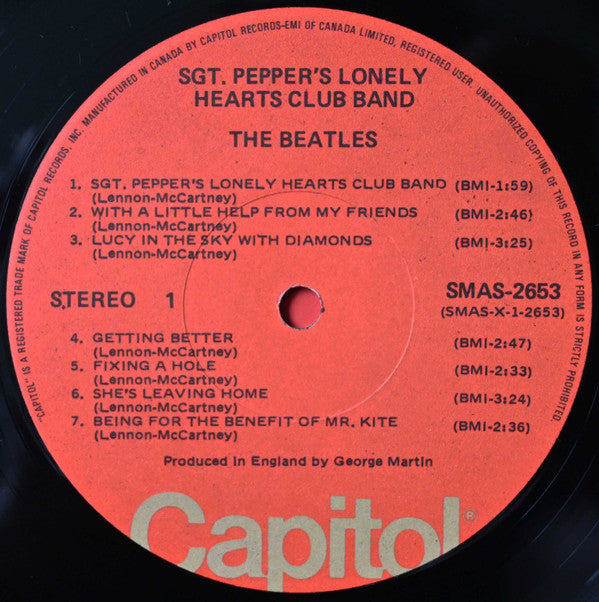 "CAPITOL" IS A REGISTERED TRADE MARK OF CAPITOL RECORDS, INC. MANUFACTURED IN CANADA BY CAPITOL RECORDS-EMI OF CANADA LIMITED, REGISTERED USER. UNAUTHORIZED COPYING OF THIS RECORD IN ANY FORM IS STRICTLY PROHIBITED.
SGT. PEPPER'S LONELY
HEARTS CLUB BAND
THE BEATLES
1. SGT. PEPPER'S LONELY HEARTS CLUB BAND (BMI-1:59)
(Lennon-McCartney)
2. WITH A LITTLE HELP FROM MY FRIENDS (BMI-2:46)
(Lennon-McCartney)
3. LUCY IN THE SKY WITH DIAMONDS (BMI-3:25)
(Lennon-McCartney)
STEREO 1 SMAS-2653
(SMAS-X-1-2653)
4. GETTING BETTER (BMI-2:47)
(Lennon-McCartney)
5. FIXING A HOLE (BMI-2:33)
(Lennon-McCartney)
6. SHE'S LEAVING HOME (BMI-3:24)
(Lennon-McCartney)
7. BEING FOR THE BENEFIT OF MR. KITE (BMI-2:36)
(Lennon-McCartney)
Produced in England by George Martin
Capitol®